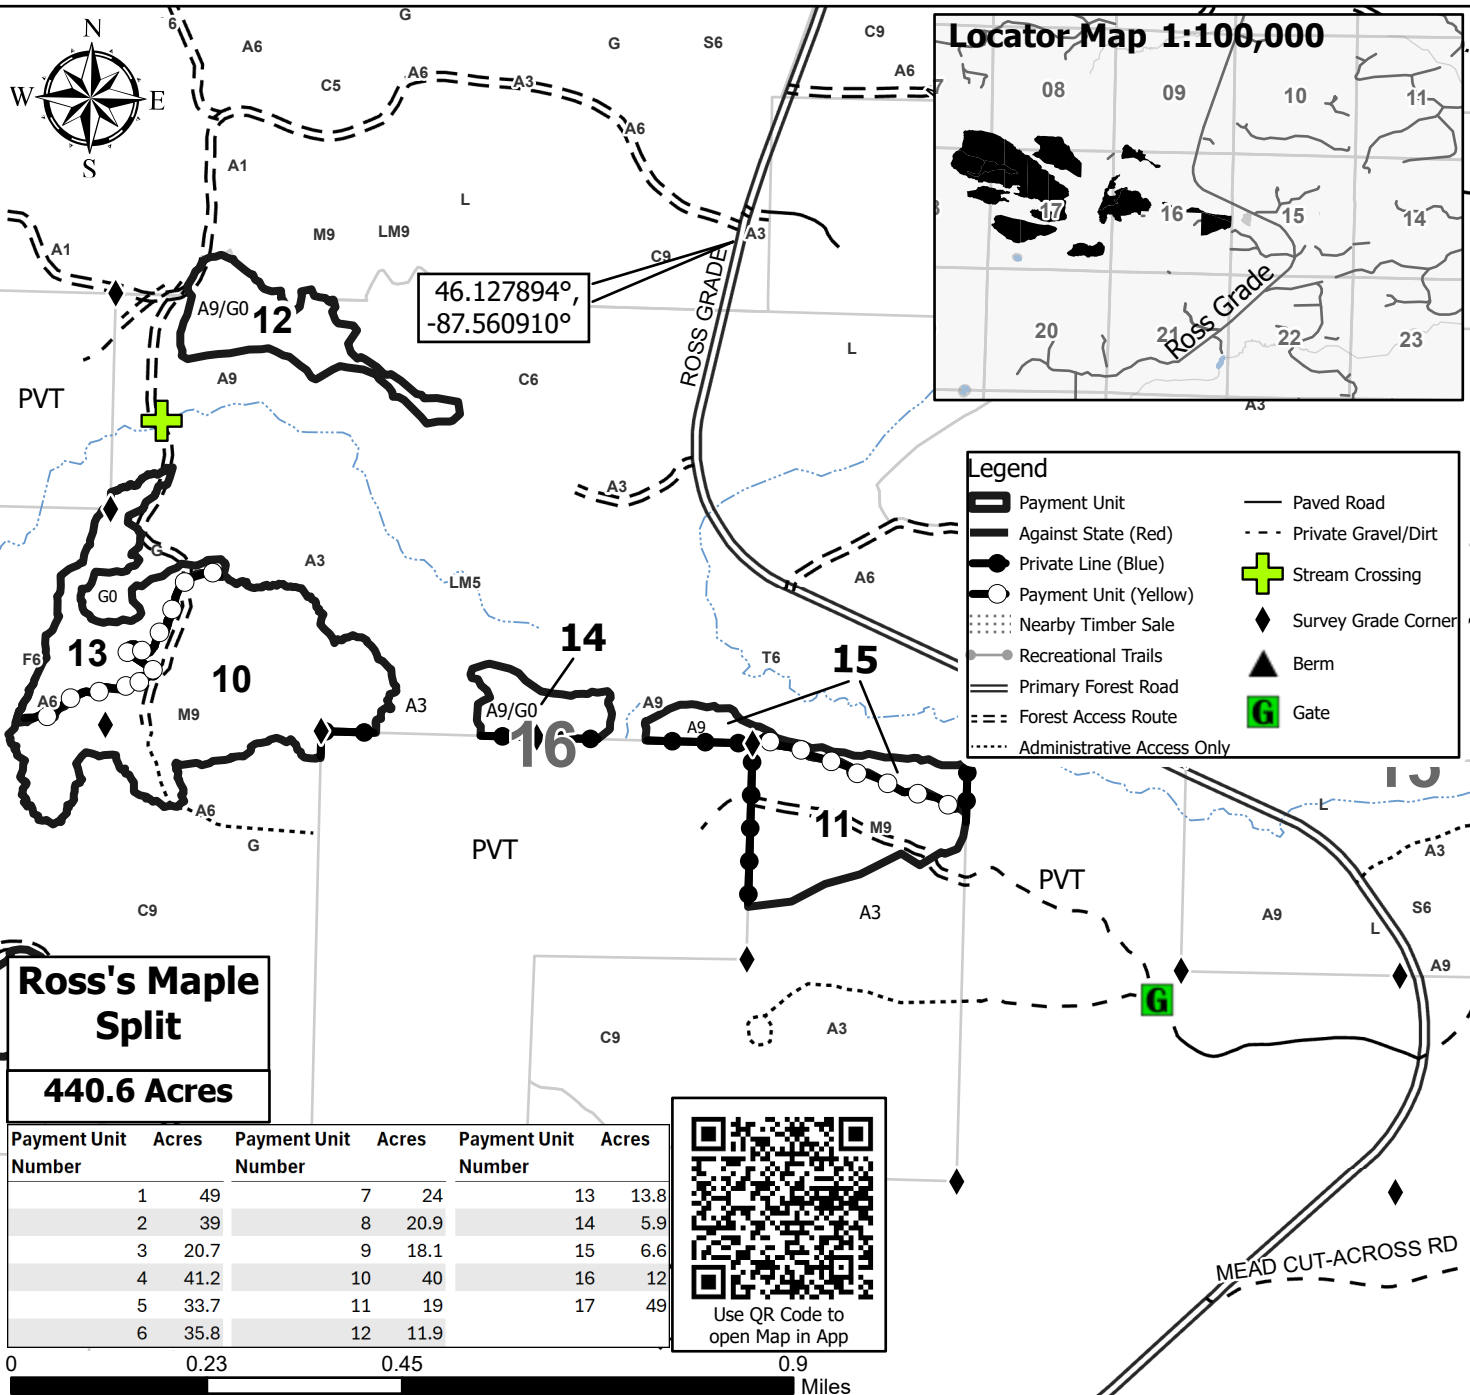 N
W
E
S
6
G
A6
C5
A6
A3
G
S6
C9
A6
A6
A1
L
M9
LM9
A1
C9
A3
A9/G0
12
46.127894°,
-87.560910°
ROSS GRADE
L
A9
C6
PVT
A3
Locator Map 1:100,000
08
09
10
11
17
16
15
14
20
21
22
23
Ross Grade
A3
Legend
Payment Unit
Against State (Red)
Private Line (Blue)
Payment Unit (Yellow)
Nearby Timber Sale
Recreational Trails
Primary Forest Road
Forest Access Route
Administrative Access Only
Paved Road
Private Gravel/Dirt
Stream Crossing
Survey Grade Corner
Berm
G
Gate
G
A3
LM5
A6
G0
14
F6
13
10
T6
15
A6
M9
A3
A9/G0
16
A9
A9
A6
G
PVT
11
M9
L
A3
PVT
A3
A9
S6
L
C9
A9
G
C9
A3
Ross's Maple
Split
440.6 Acres
Payment Unit Number Acres Payment Unit Number Acres Payment Unit Number Acres
1 49 7 24 13 13.8
2 39 8 20.9 14 5.9
3 20.7 9 18.1 15 6.6
4 41.2 10 40 16 12
5 33.7 11 19 17 49
6 35.8 12 11.9
Use QR Code to
open Map in App
MEAD CUT-ACROSS RD
0 0.23 0.45 0.9
Miles